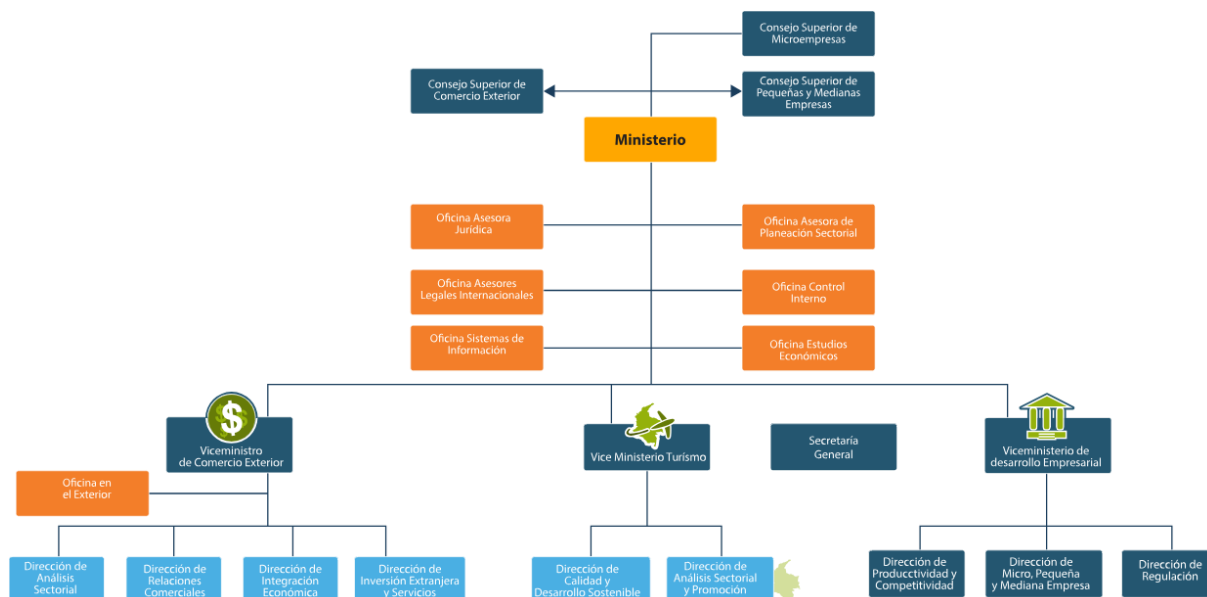 Consejo Superior de
Microempresas
Consejo Superior de
Comercio Exterior
Consejo Superior de
Pequeñas y Medianas
Empresas
Ministerio
Oficina Asesora
Jurídica
Oficina Asesora de
Planeación Sectorial
Oficina Asesores
Legales Internacionales
Oficina Control
Interno
Oficina Sistemas de
Información
Oficina Estudios
Económicos
Viceministro
de Comercio Exterior
Vice Ministerio Turísmo
Secretaría
General
Viceministerio de
desarrollo Empresarial
Oficina en
el Exterior
Dirección de
Análisis
Sectorial
Dirección de
Relaciones
Comerciales
Dirección de
Integración
Económica
Dirección de
Inversión Extranjera
y Servicios
Dirección de
Calidad y
Desarrollo Sostenible
Dirección de
Análisis Sectorial
y Promoción
Dirección de
Producctividad y
Competitividad
Dirección de
Micro, Pequeña
y Mediana Empresa
Dirección de
Regulación